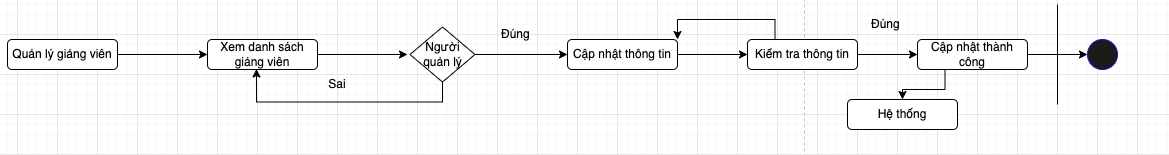 Quản lý giảng viên
Xem danh sách
giảng viên
Người
quản lý
Đúng
Sai
Cập nhật thông tin
Kiểm tra thông tin
Đúng
Cập nhật thành
công
Hệ thống